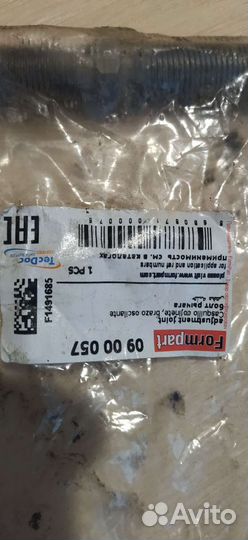 Formpart
09 00 057
adjustment joint
Casquillo cojinete, brazo oscilante
болт рычага
F1491685
1 PCS
please visit www.formpart.com
for application and ref numbers
применимость см. в каталогах
TecDoc
EAC
Avito